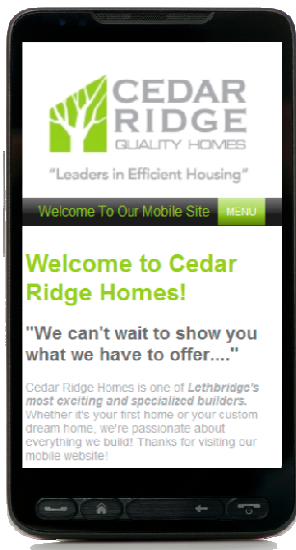 CEDAR
RIDGE
QUALITY HOMES
"Leaders in Efficient Housing"
Welcome To Our Mobile Site MENU
Welcome to Cedar
Ridge Homes!
"We can't wait to show you
what we have to offer...."
Cedar Ridge Homes is one of Lethbridge's
most exciting and specialized builders.
Whether it's your first home or your custom
dream home, we're passionate about
everything we build! Thanks for visiting our
mobile website!